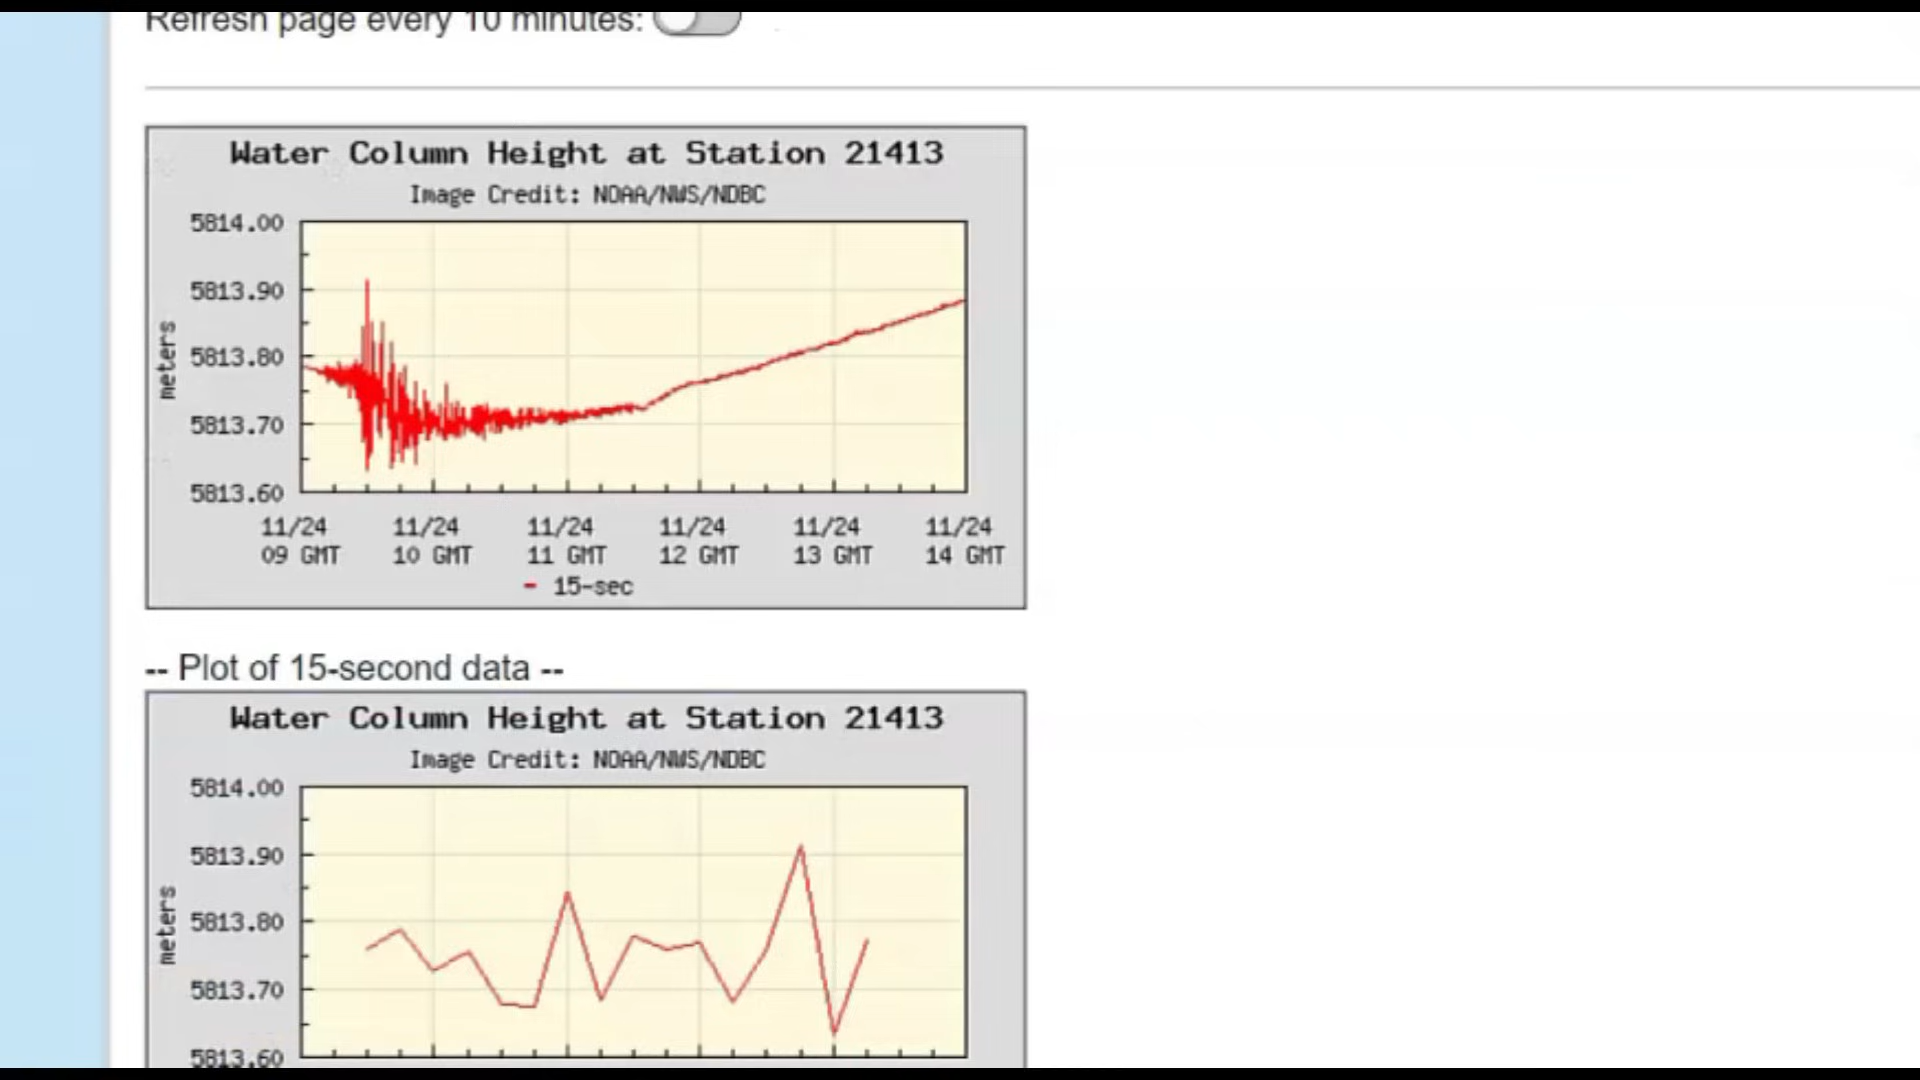 Refresh page every 10 minutes:
Water Column Height at Station 21413
Image Credit: NOAA/NWS/NDBC
5814.00
5813.90
5813.80
5813.70
5813.60
meters
11/24 11/24 11/24 11/24 11/24 11/24
09 GMT 10 GMT 11 GMT 12 GMT 13 GMT 14 GMT
15-sec
-- Plot of 15-second data --
Water Column Height at Station 21413
Image Credit: NOAA/NWS/NDBC
5814.00
5813.90
5813.80
5813.70
5813.60
meters